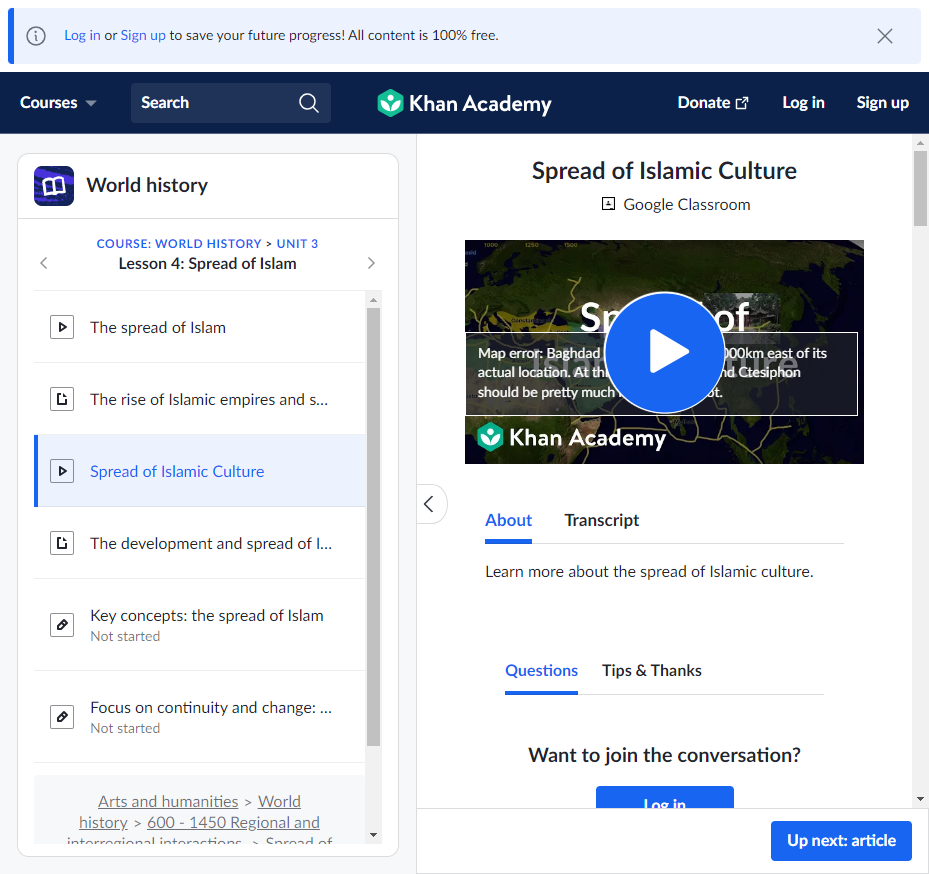 Log in or Sign up to save your future progress! All content is 100% free.
Courses
Search
Khan Academy
Donate
Log in
Sign up
World history
COURSE: WORLD HISTORY > UNIT 3
Lesson 4: Spread of Islam
The spread of Islam
The rise of Islamic empires and s...
Spread of Islamic Culture
The development and spread of I...
Key concepts: the spread of Islam
Not started
Focus on continuity and change: ...
Not started
Arts and humanities > World
history > 600 - 1450 Regional and
interregional interactions > Spread of
Spread of Islamic Culture
Google Classroom
1000 1250 1500
Sp of
Map error: Baghdad 000km east of its
actual location. At th nd Ctesiphon
should be pretty much ot.
Khan Academy
About
Transcript
Learn more about the spread of Islamic culture.
Questions
Tips & Thanks
Want to join the conversation?
Log in
Up next: article